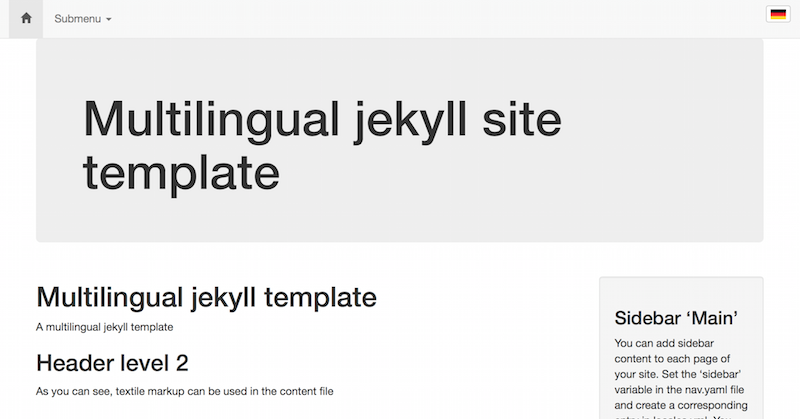 Submenu
Multilingual jekyll site
template
Multilingual jekyll template
A multilingual jekyll template
Header level 2
As you can see, textile markup can be used in the content file
Sidebar ‘Main’
You can add sidebar
content to each page of
your site. Set the ‘sidebar’
variable in the nav.yaml file
and create a corresponding